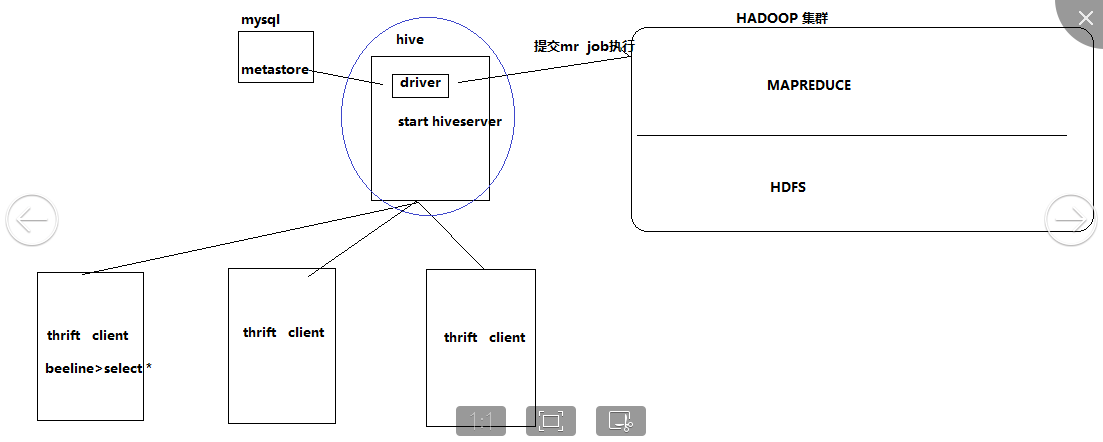 mysql
HADOOP 集群
hive
提交mr job执行
metastore
driver
MAPREDUCE
start hiveserver
HDFS
thrift client
thrift client
thrift client
beeline>select *
1:1